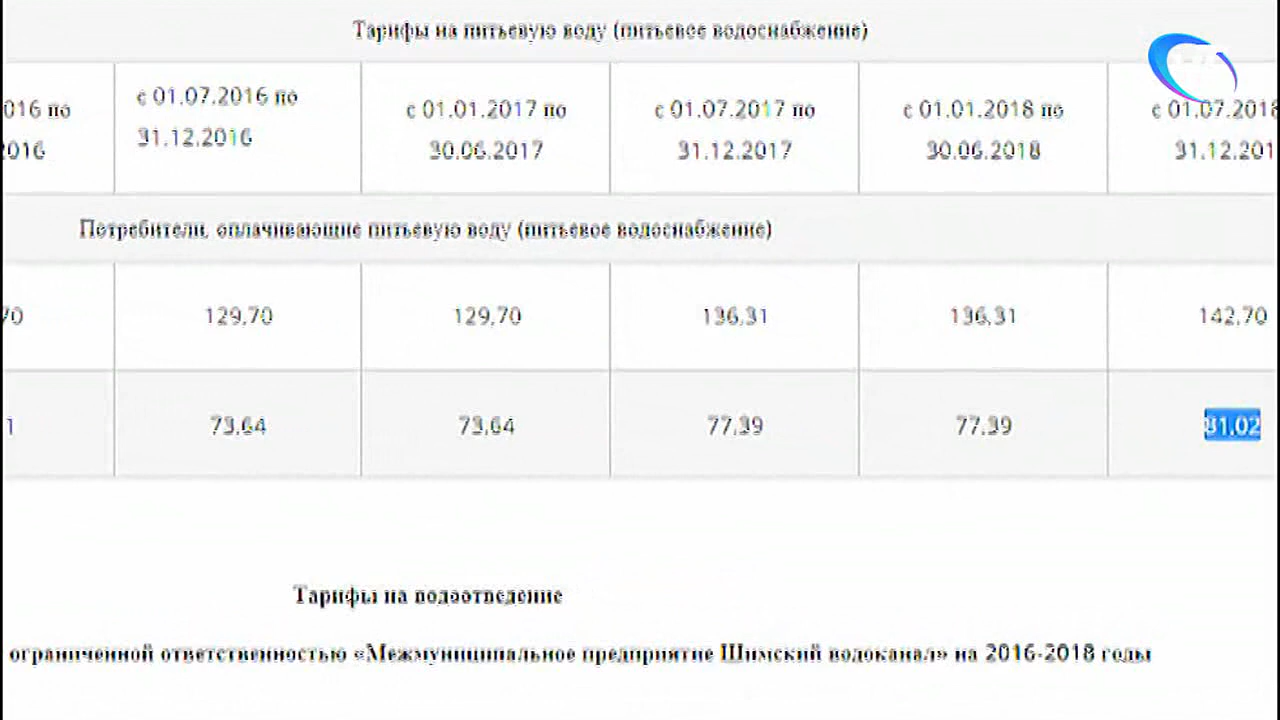 Тарифы на питьевую воду (питьевое водоснабжение)
016 по
2016
с 01.07.2016 по
31.12.2016
с 01.01.2017 по
30.06.2017
с 01.07.2017 по
31.12.2017
с 01.01.2018 по
30.06.2018
с 01.07.2018
31.12.201
Потребители, оплачивающие питьевую воду (питьевое водоснабжение)
70 129,70 129,70 136,31 136,31 142,70
1 73,64 73,64 77,39 77,39 81,02
Тарифы на водоотведение
ограниченной ответственностью «Межмуниципальное предприятие Шимский водоканал» на 2016-2018 годы